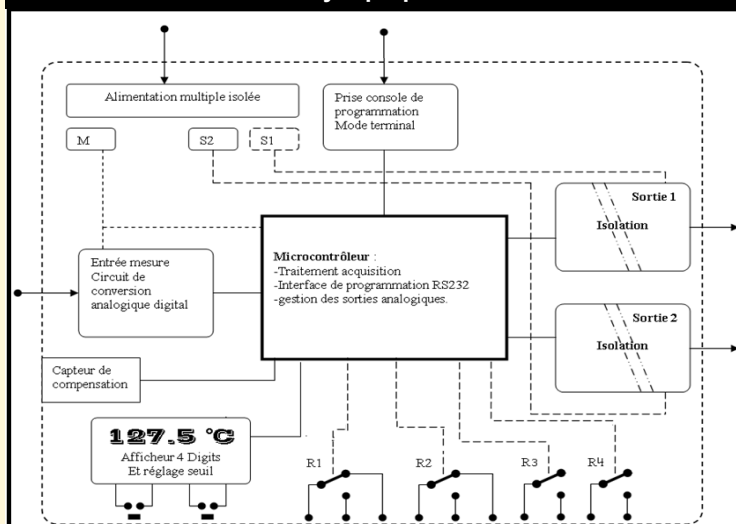 Alimentation multiple isolée
Prise console de
programmation
Mode terminal
M
S2
S1
Sortie 1
Isolation
Entrée mesure
Circuit de
conversion
analogique digital
Microcontrôleur :
-Traitement acquisition
-Interface de programmation RS232
-gestion des sorties analogiques.
Sortie 2
Isolation
Capteur de
compensation
127.5 °C
Afficheur 4 Digits
Et réglage seuil
R1
R2
R3
R4